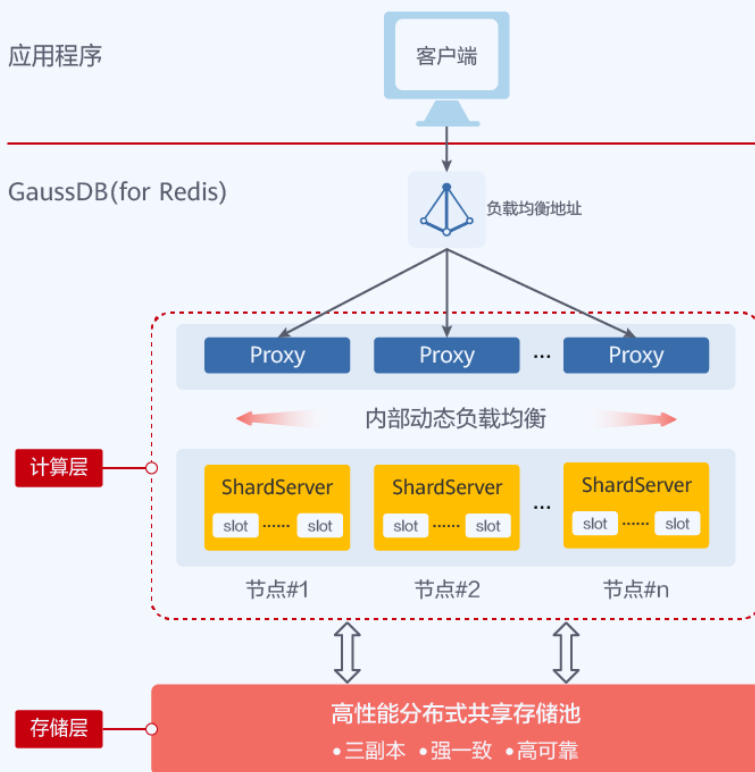 应用程序
客户端
GaussDB(for Redis)
负载均衡地址
Proxy Proxy ... Proxy
内部动态负载均衡
计算层
ShardServer ShardServer ... ShardServer
slot ...... slot slot ...... slot slot ...... slot
节点#1 节点#2 节点#n
存储层
高性能分布式共享存储池
•三副本 •强一致 •高可靠